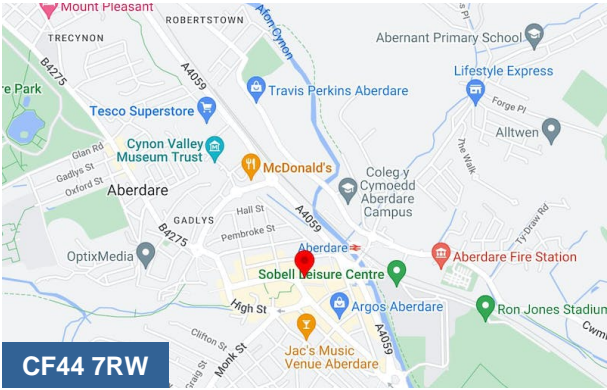 Mount Pleasant
ROBERTSTOWN
TRECYNON
Afon Cynon
Abernant Primary School
A4059
B4275
re Park
Lifestyle Express
Travis Perkins Aberdare
Forge Pl
Tesco Superstore
Alltwen
Cynon Valley
Museum Trust
The Walk
Glan Rd
McDonald's
Gadlys St
Oxford St
Coleg y
Cymoedd
Aberdare
Campus
Aberdare
Hall St
A4059
GADLYS
Ty-Draw Rd
Pembroke St
B4275
Aberdare
OptixMedia
Aberdare Fire Station
Sobell Leisure Centre
High St
Argos Aberdare
Ron Jones Stadium
Clifton St
Jac's Music
Venue Aberdare
A4059
Cwm
Monk St
Craig St
CF44 7RW